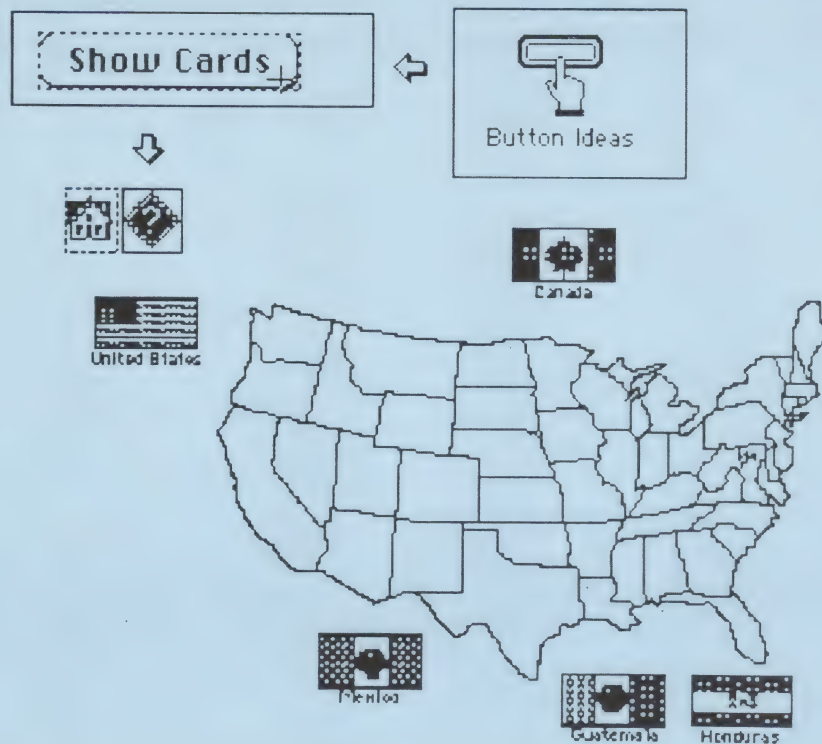 Show Cards
Button Ideas
Canada
United States
Mexico
Guatemala
Honduras